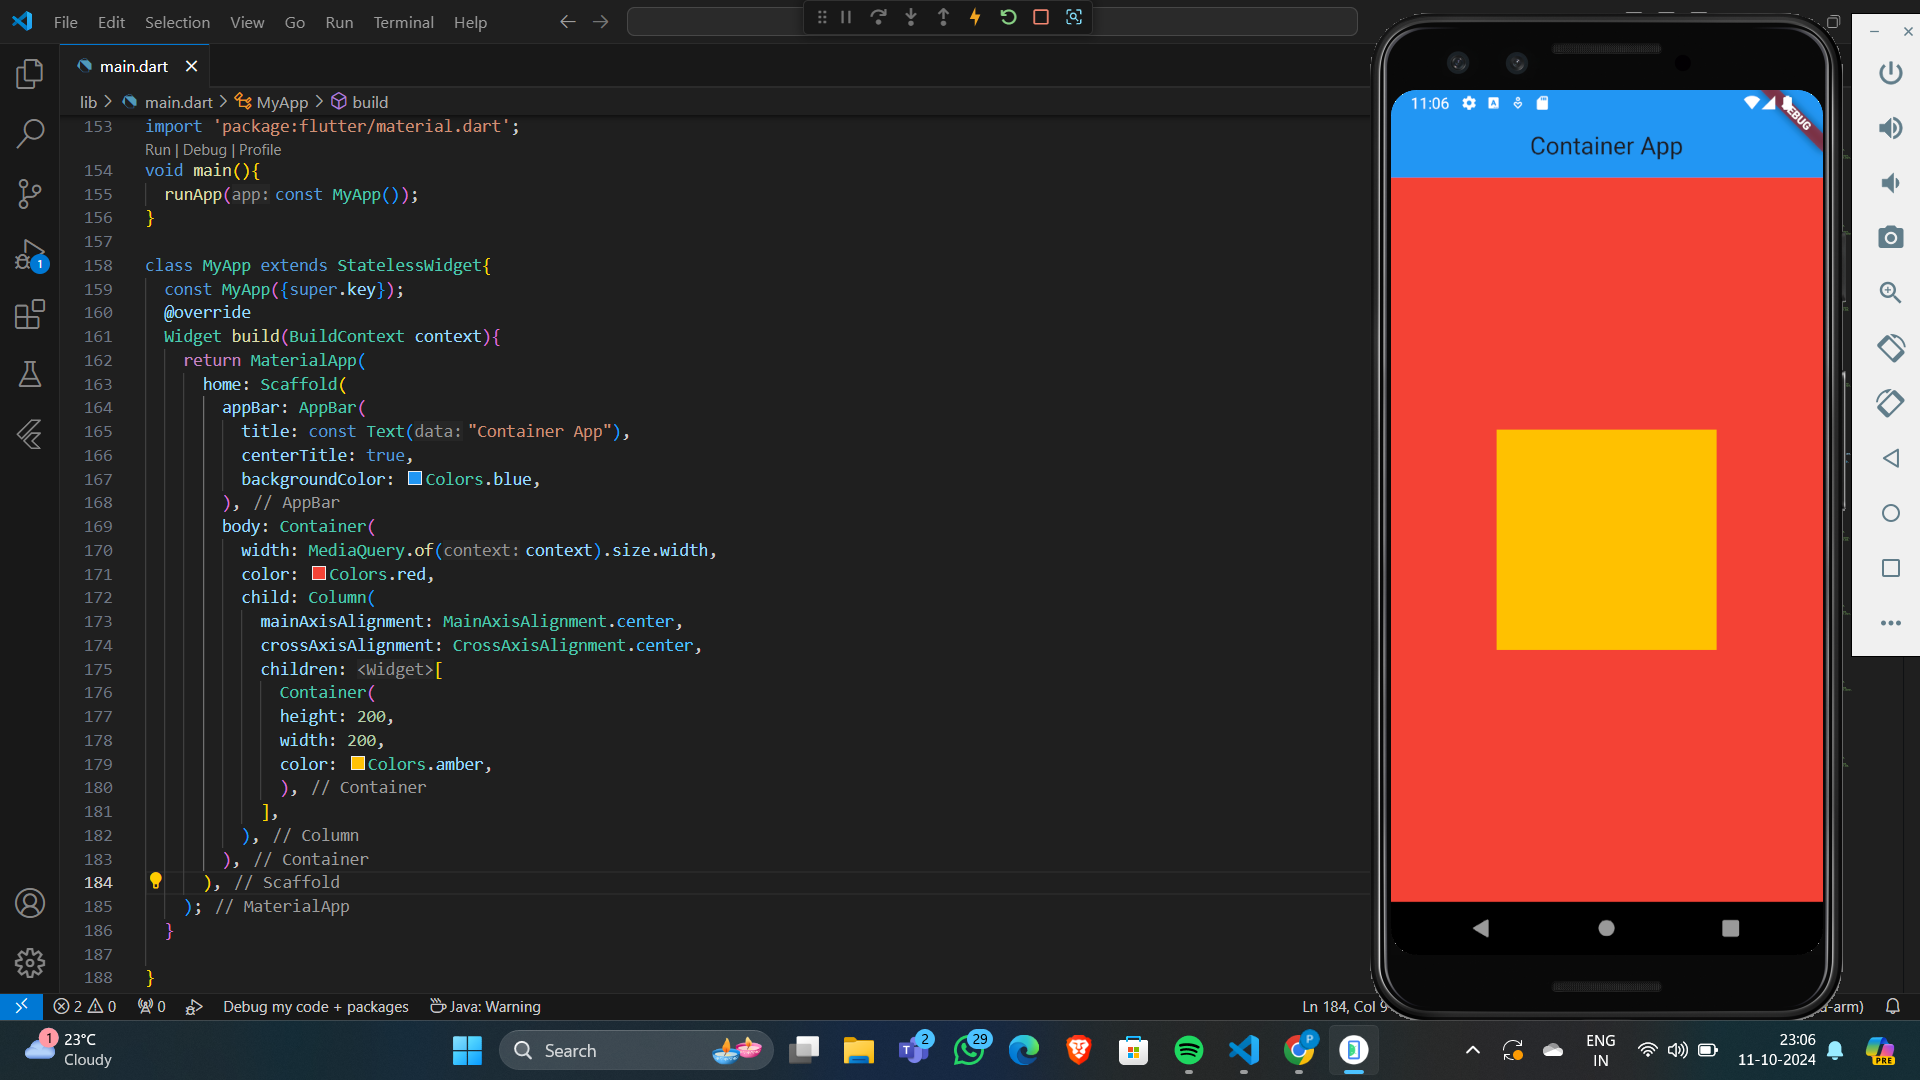 File Edit Selection View Go Run Terminal Help
main.dart
lib main.dart MyApp build
153 import 'package:flutter/material.dart';
Run | Debug | Profile
154 void main(){
155 runApp(app: const MyApp());
156 }
157
158 class MyApp extends StatelessWidget{
159 const MyApp({super.key});
160 @override
161 Widget build(BuildContext context){
162 return MaterialApp(
163 home: Scaffold(
164 appBar: AppBar(
165 title: const Text(data: "Container App"),
166 centerTitle: true,
167 backgroundColor: Colors.blue,
168 ), // AppBar
169 body: Container(
170 width: MediaQuery.of(context: context).size.width,
171 color: Colors.red,
172 child: Column(
173 mainAxisAlignment: MainAxisAlignment.center,
174 crossAxisAlignment: CrossAxisAlignment.center,
175 children: <Widget>[
176 Container(
177 height: 200,
178 width: 200,
179 color: Colors.amber,
180 ), // Container
181 ],
182 ), // Column
183 ), // Container
184 ), // Scaffold
185 ); // MaterialApp
186 }
187
188 }
1
11:06
Container App
2 0 0 Debug my code + packages Java: Warning
Ln 184, Col 9
-arm)
1
23°C
Cloudy
Search
2
29
P
ENG
IN
23:06
11-10-2024
PRE